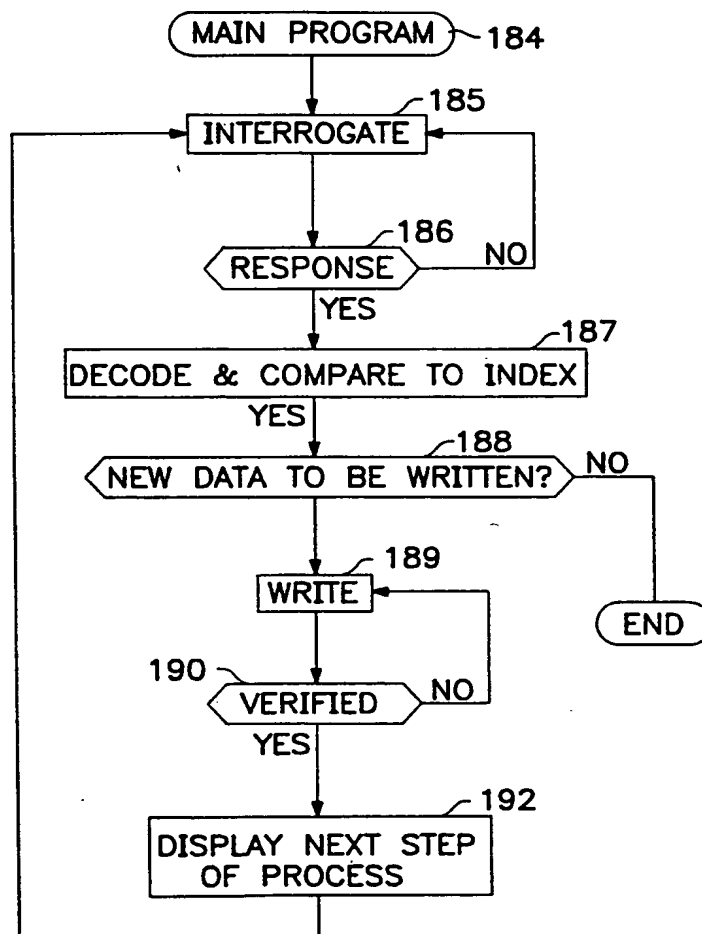 MAIN PROGRAM 184
185
INTERROGATE
186
RESPONSE NO
YES
187
DECODE & COMPARE TO INDEX
YES
188
NEW DATA TO BE WRITTEN? NO
189
WRITE
END
190
VERIFIED NO
YES
192
DISPLAY NEXT STEP
OF PROCESS